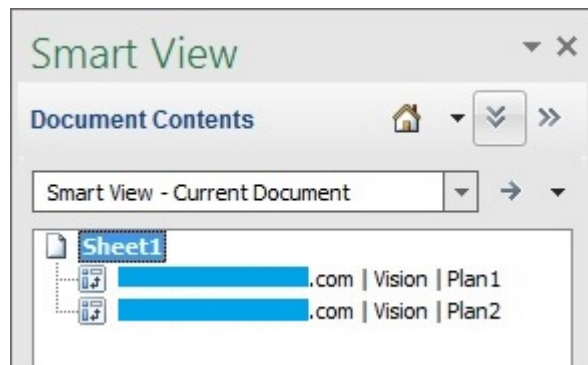 Smart View
Document Contents
Smart View - Current Document
Sheet1
.com | Vision | Plan1
.com | Vision | Plan2